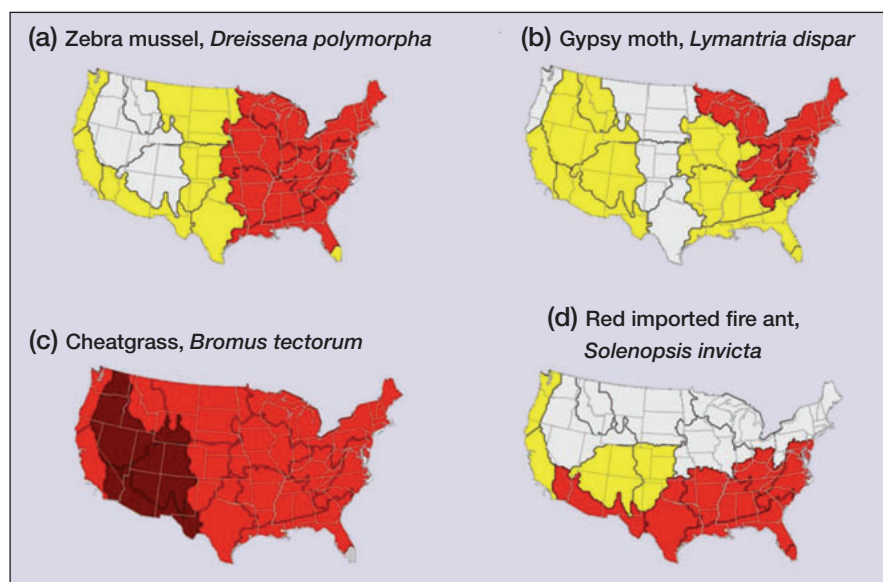 (a) Zebra mussel, Dreissena polymorpha
(b) Gypsy moth, Lymantria dispar
(c) Cheatgrass, Bromus tectorum
(d) Red imported fire ant,
Solenopsis invicta